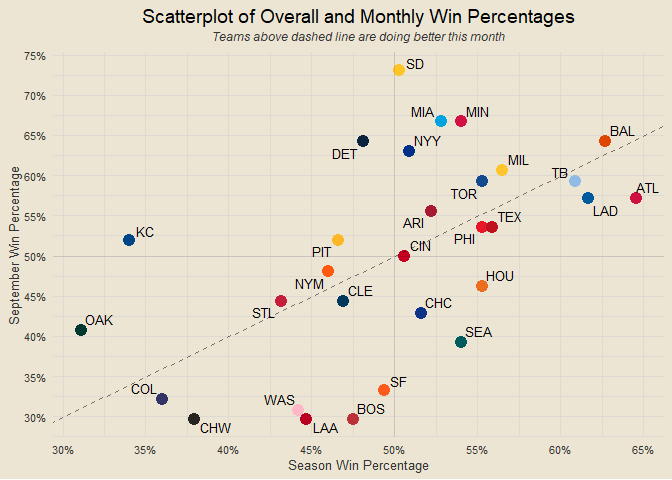 Scatterplot of Overall and Monthly Win Percentages
Teams above dashed line are doing better this month
75%
70%
65%
60%
55%
50%
45%
40%
35%
30%
September Win Percentage
SD
MIA
MIN
BAL
DET
NYY
MIL
TB
ATL
TOR
LAD
ARI
TEX
KC
PHI
PIT
CIN
HOU
NYM
CLE
STL
CHC
OAK
SEA
SF
COL
WAS
BOS
CHW
LAA
30%
35%
40%
45%
50%
55%
60%
65%
Season Win Percentage